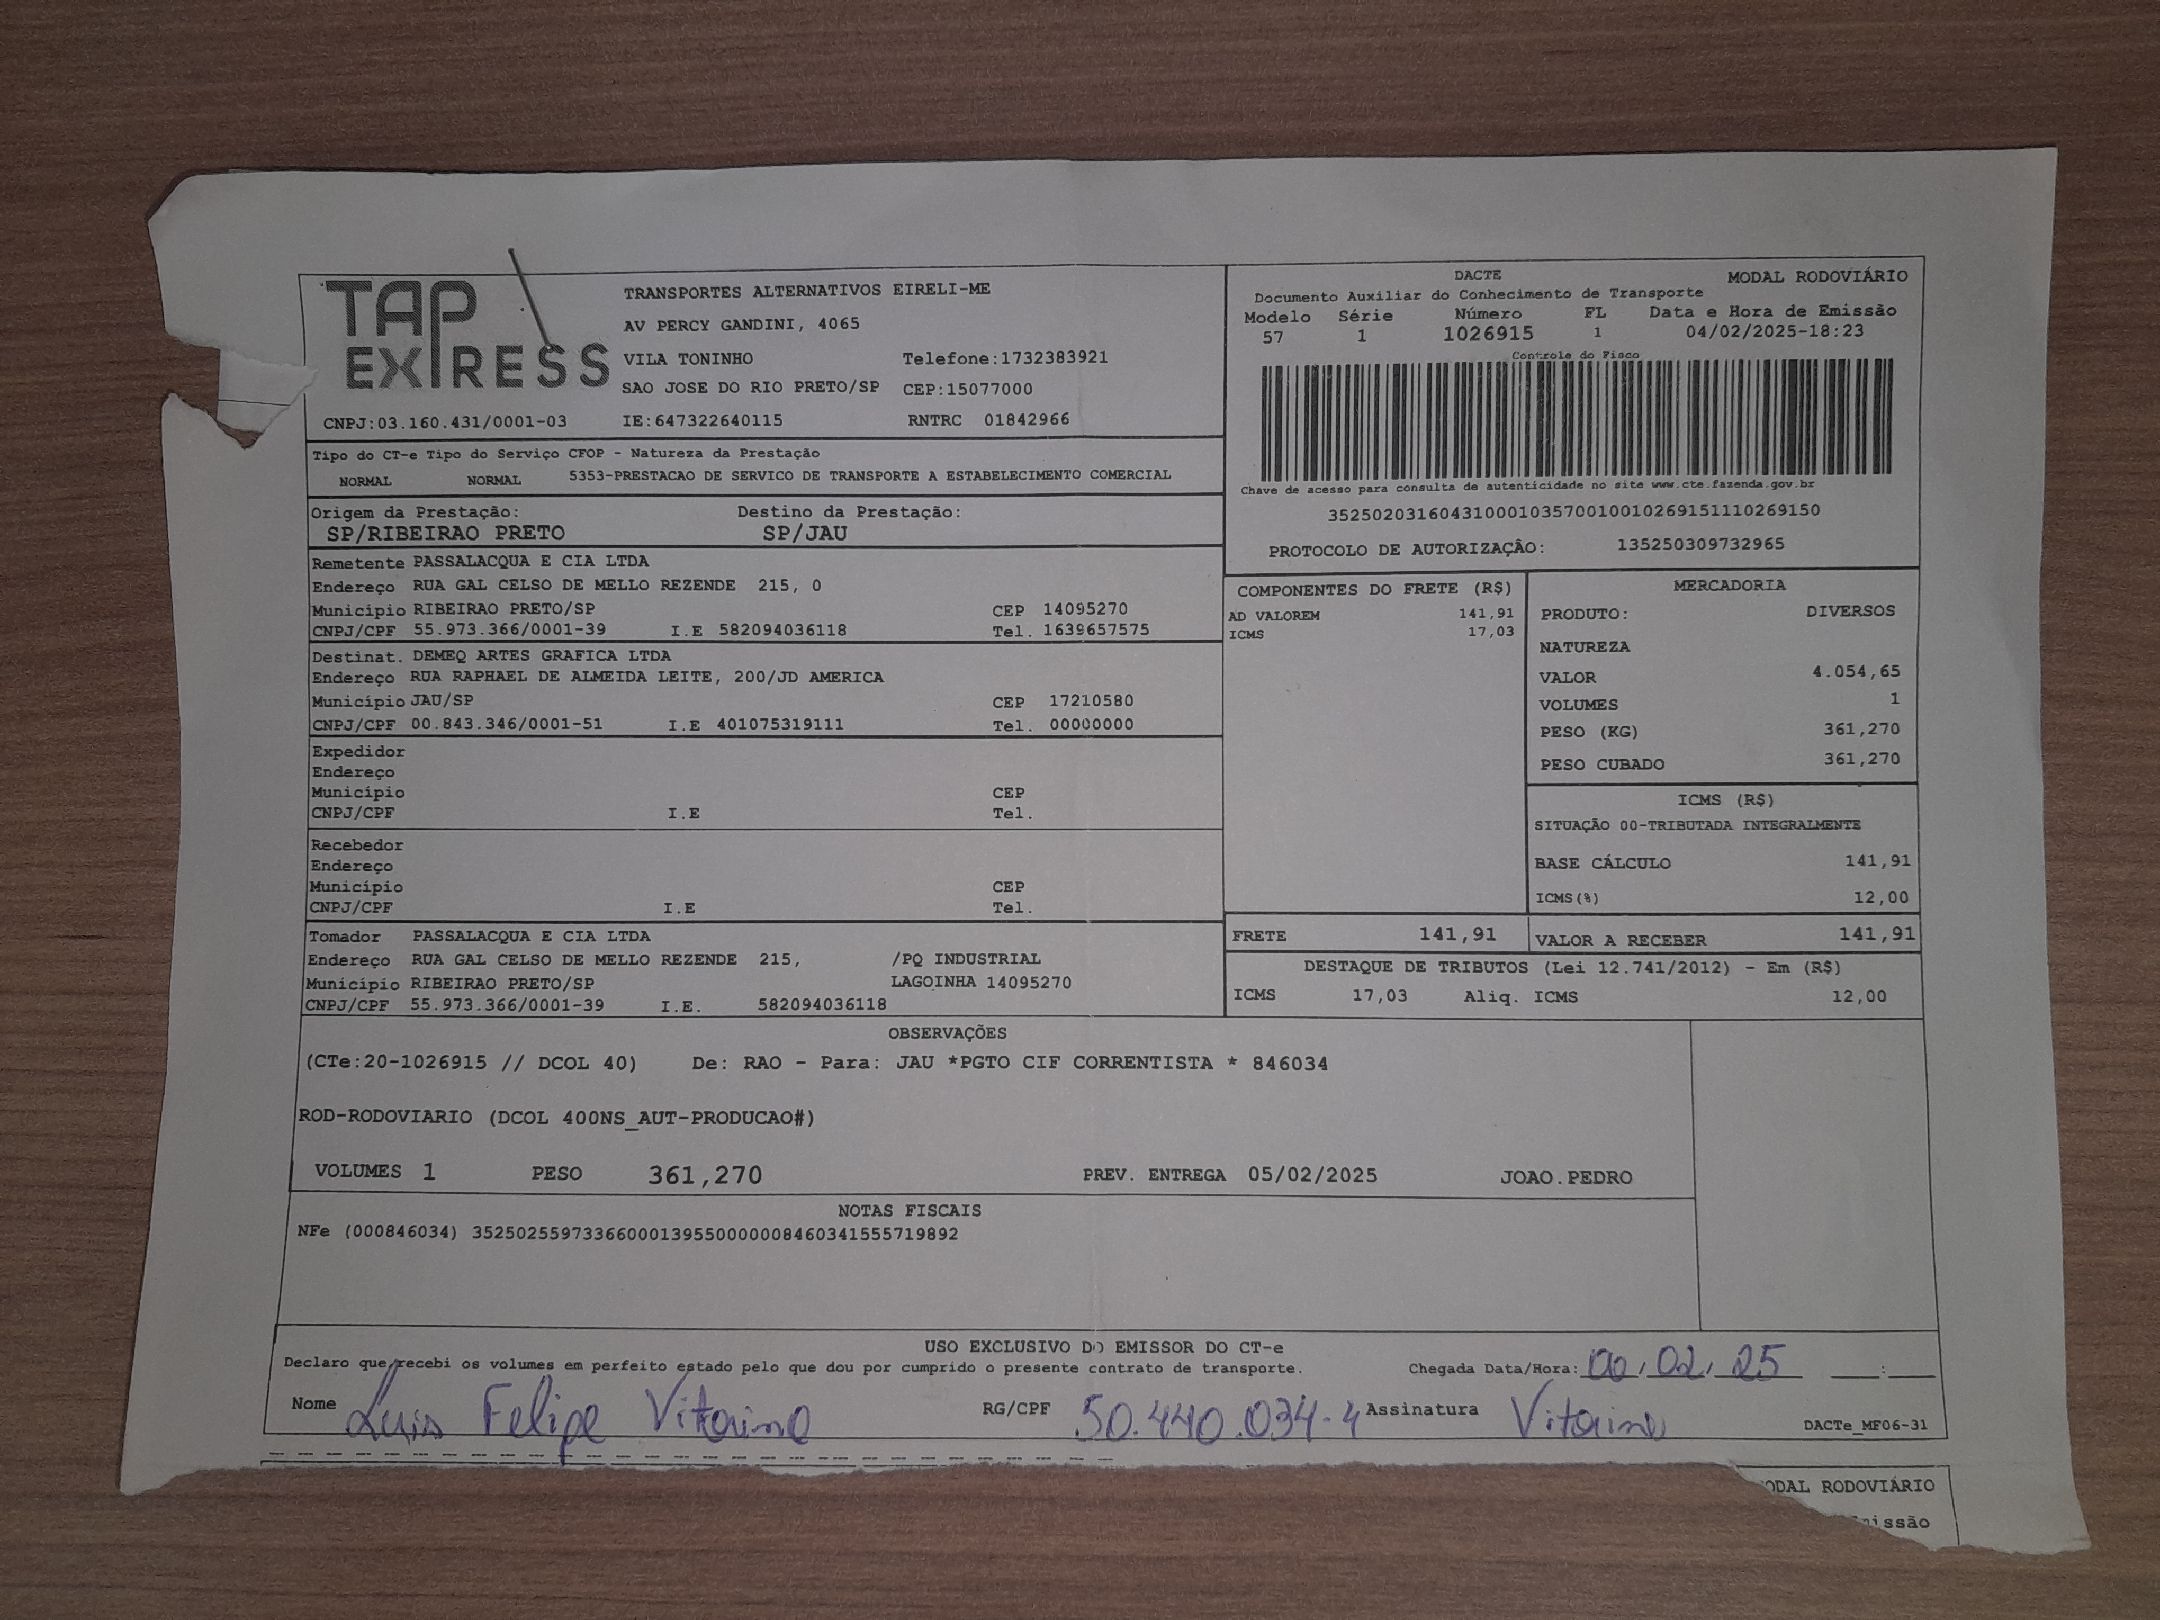 TAP EXPRESS
TRANSPORTES ALTERNATIVOS EIRELI-ME
AV PERCY GANDINI, 4065
VILA TONINHO Telefone:1732383921
SAO JOSE DO RIO PRETO/SP CEP:15077000
CNPJ:03.160.431/0001-03 IE:647322640115 RNTRC 01842966
DACTE MODAL RODOVIÁRIO
Documento Auxiliar do Conhecimento de Transporte
Modelo Série Número FL Data e Hora de Emissão
57 1 1026915 1 04/02/2025-18:23
Controle do Fisco
Chave de acesso para consulta de autenticidade no site www.cte.fazenda.gov.br
35250203160431000103570010010269151110269150
PROTOCOLO DE AUTORIZAÇÃO: 135250309732965
Tipo do CT-e Tipo do Serviço CFOP - Natureza da Prestação
NORMAL NORMAL 5353-PRESTACAO DE SERVICO DE TRANSPORTE A ESTABELECIMENTO COMERCIAL
Origem da Prestação: Destino da Prestação:
SP/RIBEIRAO PRETO SP/JAU
Remetente PASSALACQUA E CIA LTDA
Endereço RUA GAL CELSO DE MELLO REZENDE 215, 0
Município RIBEIRAO PRETO/SP CEP 14095270
CNPJ/CPF 55.973.366/0001-39 I.E 582094036118 Tel. 1639657575
Destinat. DEMEQ ARTES GRAFICA LTDA
Endereço RUA RAPHAEL DE ALMEIDA LEITE, 200/JD AMERICA
Município JAU/SP CEP 17210580
CNPJ/CPF 00.843.346/0001-51 I.E 401075319111 Tel. 00000000
Expedidor
Endereço
Município CEP
CNPJ/CPF I.E Tel.
Recebedor
Endereço
Município CEP
CNPJ/CPF I.E Tel.
Tomador PASSALACQUA E CIA LTDA
Endereço RUA GAL CELSO DE MELLO REZENDE 215, /PQ INDUSTRIAL
Município RIBEIRAO PRETO/SP LAGOINHA 14095270
CNPJ/CPF 55.973.366/0001-39 I.E. 582094036118
COMPONENTES DO FRETE (R$)
AD VALOREM 141,91
ICMS 17,03
MERCADORIA
PRODUTO: DIVERSOS
NATUREZA
VALOR 4.054,65
VOLUMES 1
PESO (KG) 361,270
PESO CUBADO 361,270
ICMS (R$)
SITUAÇÃO 00-TRIBUTADA INTEGRALMENTE
BASE CÁLCULO 141,91
ICMS(%) 12,00
FRETE 141,91 VALOR A RECEBER 141,91
DESTAQUE DE TRIBUTOS (Lei 12.741/2012) - Em (R$)
ICMS 17,03 Aliq. ICMS 12,00
OBSERVAÇÕES
(CTe:20-1026915 // DCOL 40) De: RAO - Para: JAU *PGTO CIF CORRENTISTA * 846034
ROD-RODOVIARIO (DCOL 400NS_AUT-PRODUCAO#)
VOLUMES 1 PESO 361,270 PREV. ENTREGA 05/02/2025 JOAO.PEDRO
NOTAS FISCAIS
NFe (000846034) 35250255973366000139550000008460341555719892
USO EXCLUSIVO DO EMISSOR DO CT-e
Declaro que recebi os volumes em perfeito estado pelo que dou por cumprido o presente contrato de transporte. Chegada Data/Hora: 02, 25 :
Nome Luis Felipe Vitorino RG/CPF 50.440.034-4 Assinatura Vitorino DACTe_MF06-31
RODOVIÁRIO